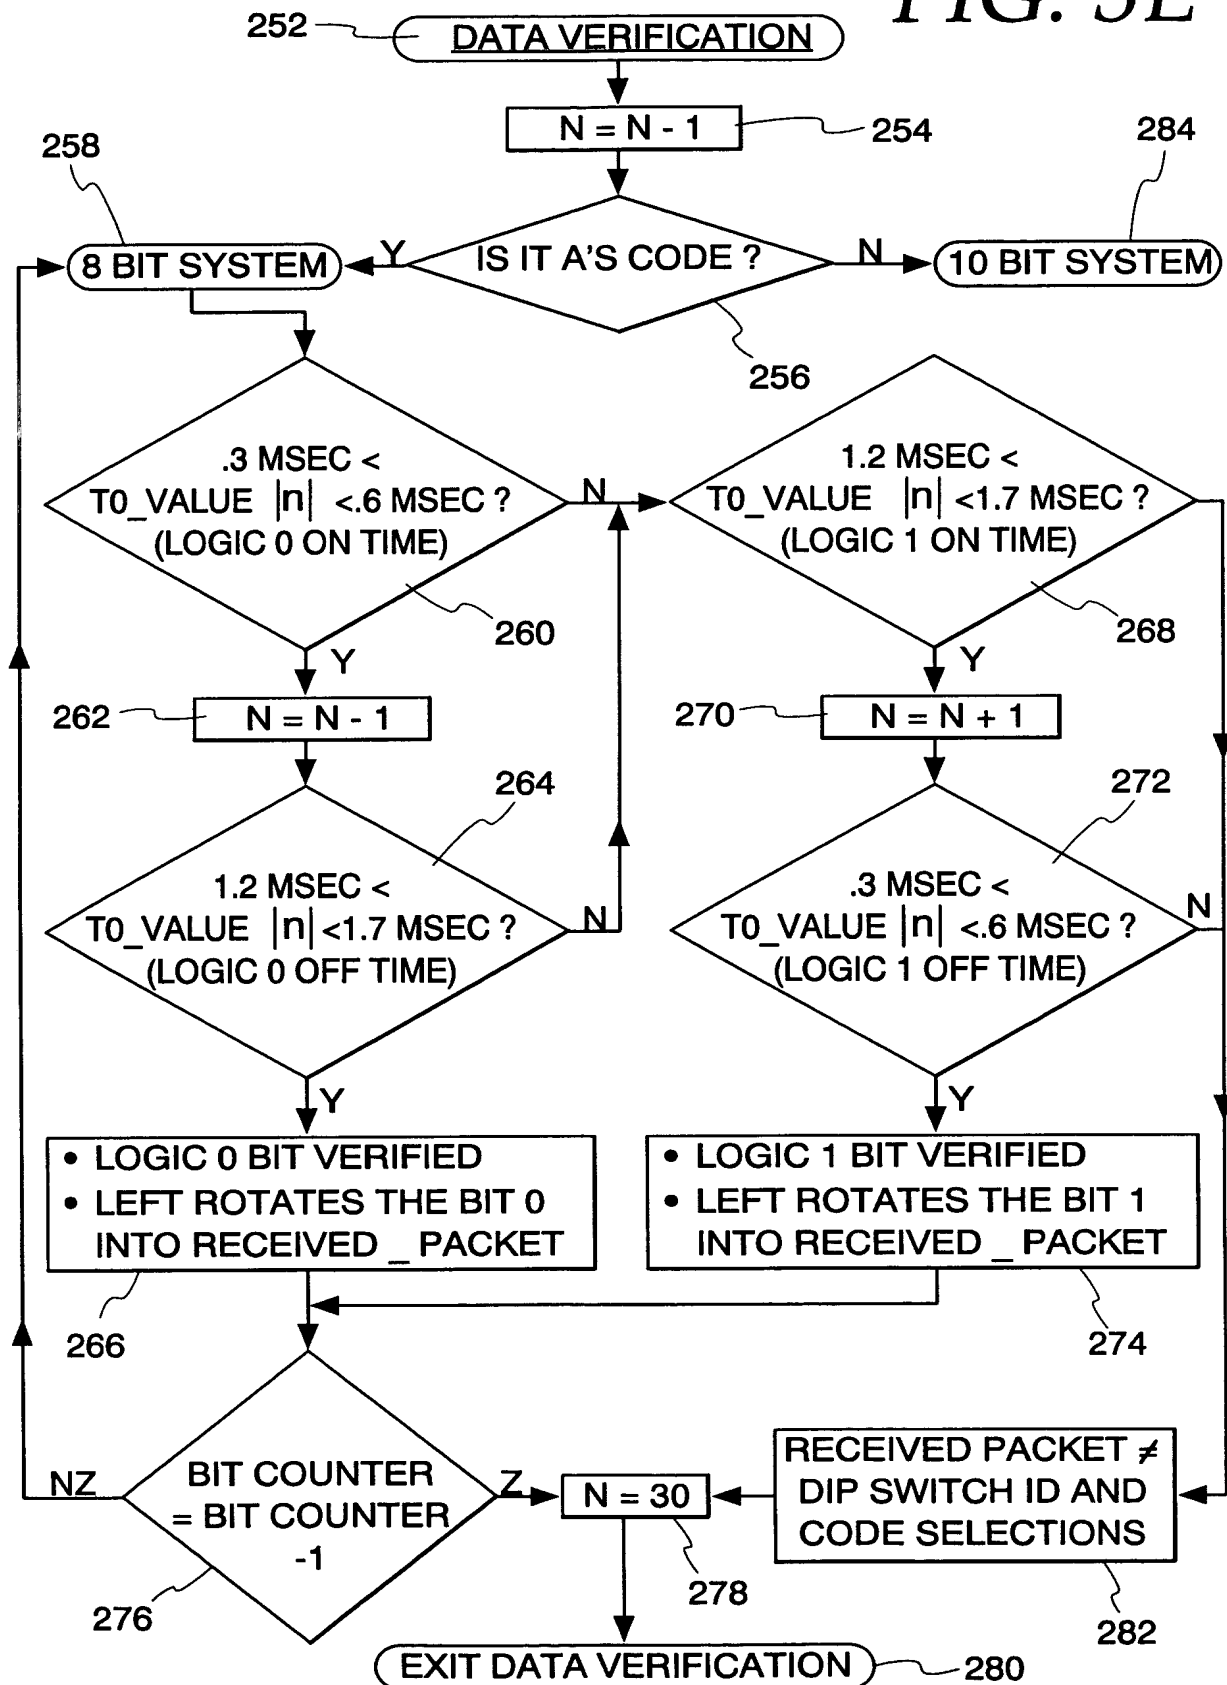 FIG. 3E
252
DATA VERIFICATION
N = N - 1
254
258
284
8 BIT SYSTEM
Y
IS IT A'S CODE ?
N
10 BIT SYSTEM
256
.3 MSEC <
T0_VALUE |n| <.6 MSEC ?
(LOGIC 0 ON TIME)
N
1.2 MSEC <
T0_VALUE |n| <1.7 MSEC ?
(LOGIC 1 ON TIME)
260
268
Y
Y
262
N = N - 1
270
N = N + 1
264
272
1.2 MSEC <
T0_VALUE |n| <1.7 MSEC ?
(LOGIC 0 OFF TIME)
N
.3 MSEC <
T0_VALUE |n| <.6 MSEC ?
(LOGIC 1 OFF TIME)
N
Y
Y
• LOGIC 0 BIT VERIFIED
• LEFT ROTATES THE BIT 0
INTO RECEIVED _ PACKET
• LOGIC 1 BIT VERIFIED
• LEFT ROTATES THE BIT 1
INTO RECEIVED _ PACKET
266
274
NZ
BIT COUNTER
= BIT COUNTER
-1
Z
N = 30
RECEIVED PACKET ≠
DIP SWITCH ID AND
CODE SELECTIONS
276
278
282
EXIT DATA VERIFICATION
280